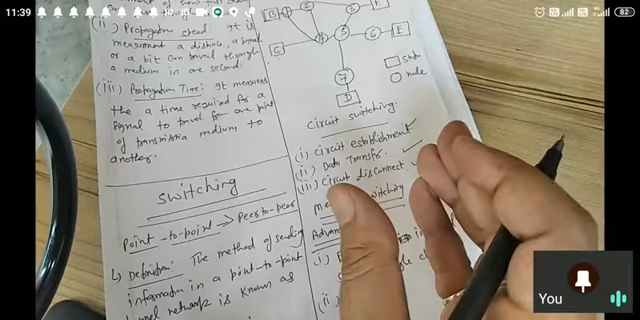 11:39
82
(ii) Propagation speed It is
measurement a distance, a signal
or a bit can travel through
a medium in one second.
(iii) Propagation Time: It measures
the a time required for a
signal to travel from one point
of transmission medium to
another.
switching
Point-to-point → Peer to peer
↳ Definition: The method of sending
information in a point-to-point
network is known as
B
1
2
3
F
C
4
5
6
E
7
D
node
Circuit switching
(i) Circuit establishment
(ii) Data Transfer
(iii) Circuit disconnect
switching
i)
(ii)
You